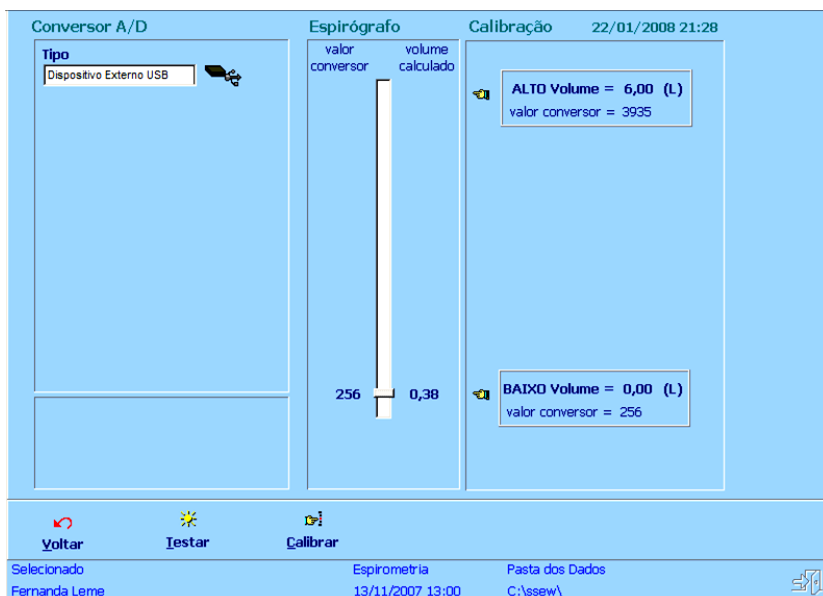 Conversor A/D
Tipo
Dispositivo Externo USB
Espirógrafo
valor volume
conversor calculado
256 0,38
Calibração 22/01/2008 21:28
ALTO Volume = 6,00 (L)
valor conversor = 3935
BAIXO Volume = 0,00 (L)
valor conversor = 256
Voltar Testar Calibrar
Selecionado Espirometria Pasta dos Dados
Fernanda Leme 13/11/2007 13:00 C:\ssew\